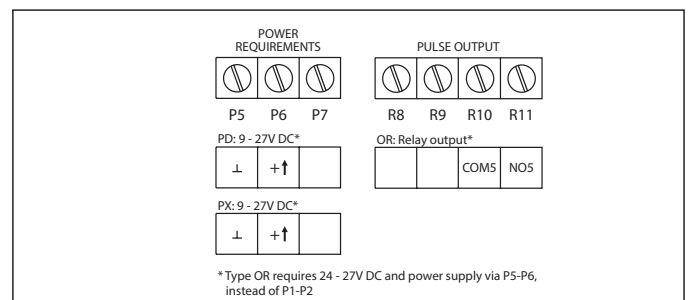 POWER
REQUIREMENTS
PULSE OUTPUT
P5 P6 P7
R8 R9 R10 R11
PD: 9 - 27V DC*
OR: Relay output*
⊥ +↑
COM5 NO5
PX: 9 - 27V DC*
⊥ +↑
* Type OR requires 24 - 27V DC and power supply via P5-P6,
instead of P1-P2